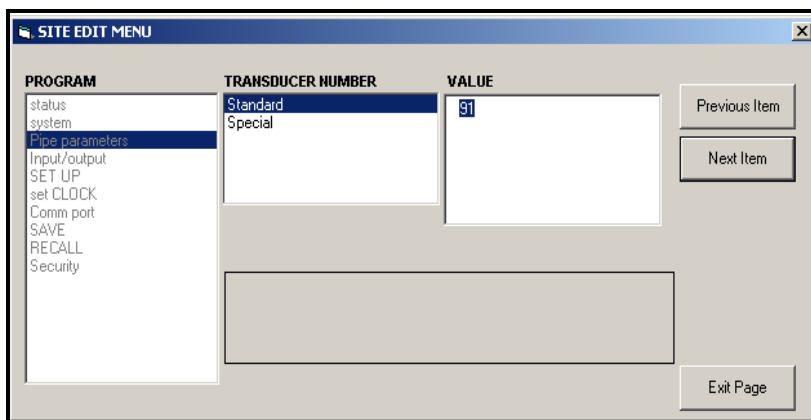 SITE EDIT MENU
PROGRAM
status
system
Pipe parameters
Input/output
SET UP
set CLOCK
Comm port
SAVE
RECALL
Security
TRANSDUCER NUMBER
Standard
Special
VALUE
91
Previous Item
Next Item
Exit Page